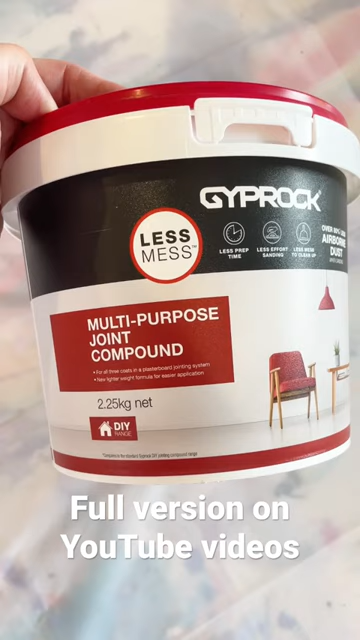 GYPROCK
LESS
MESS™
LESS PREP
TIME
LESS EFFORT
SANDING
LESS MESS
TO CLEAN UP
AIRBORNE
DUST
MULTI-PURPOSE
JOINT
COMPOUND
• For all three coats in a plasterboard jointing system
• New lighter weight formula for easier application
2.25kg net
DIY
RANGE
Full version on
YouTube videos